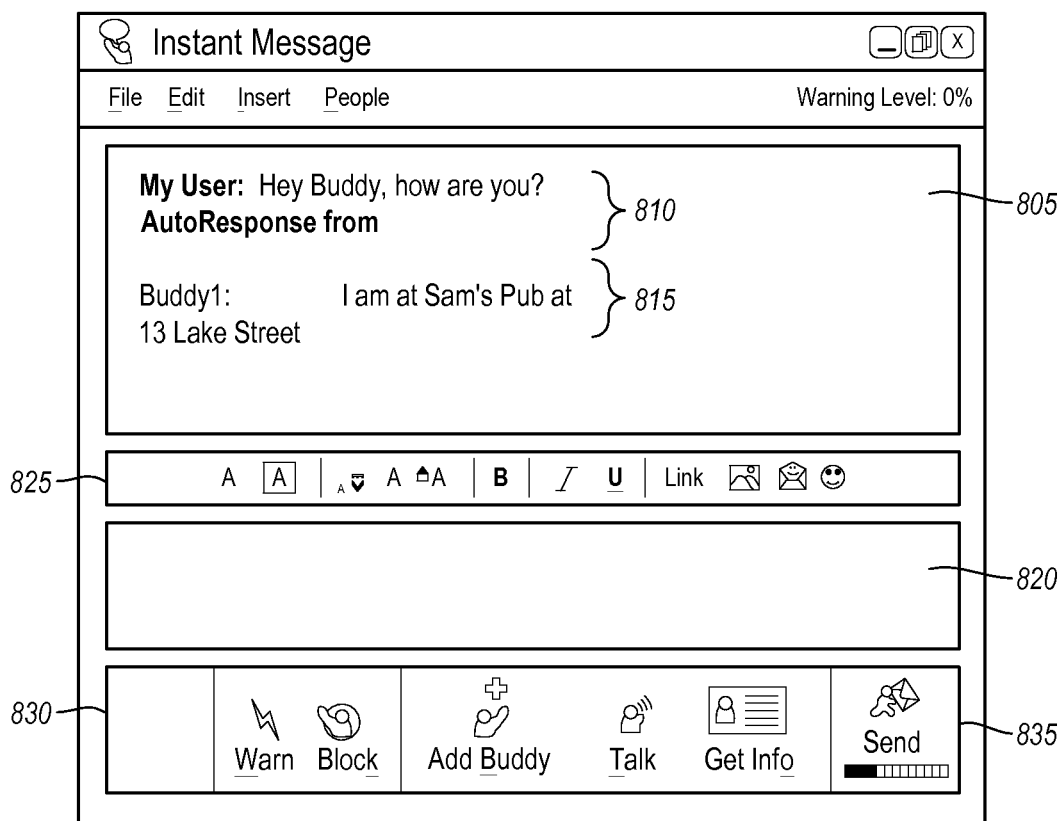 Instant Message
X
File Edit Insert People Warning Level: 0%
My User: Hey Buddy, how are you?
AutoResponse from
810
805
Buddy1: I am at Sam's Pub at
13 Lake Street
815
825
A A A A A B I U Link
820
830
Warn Block Add Buddy Talk Get Info Send
835